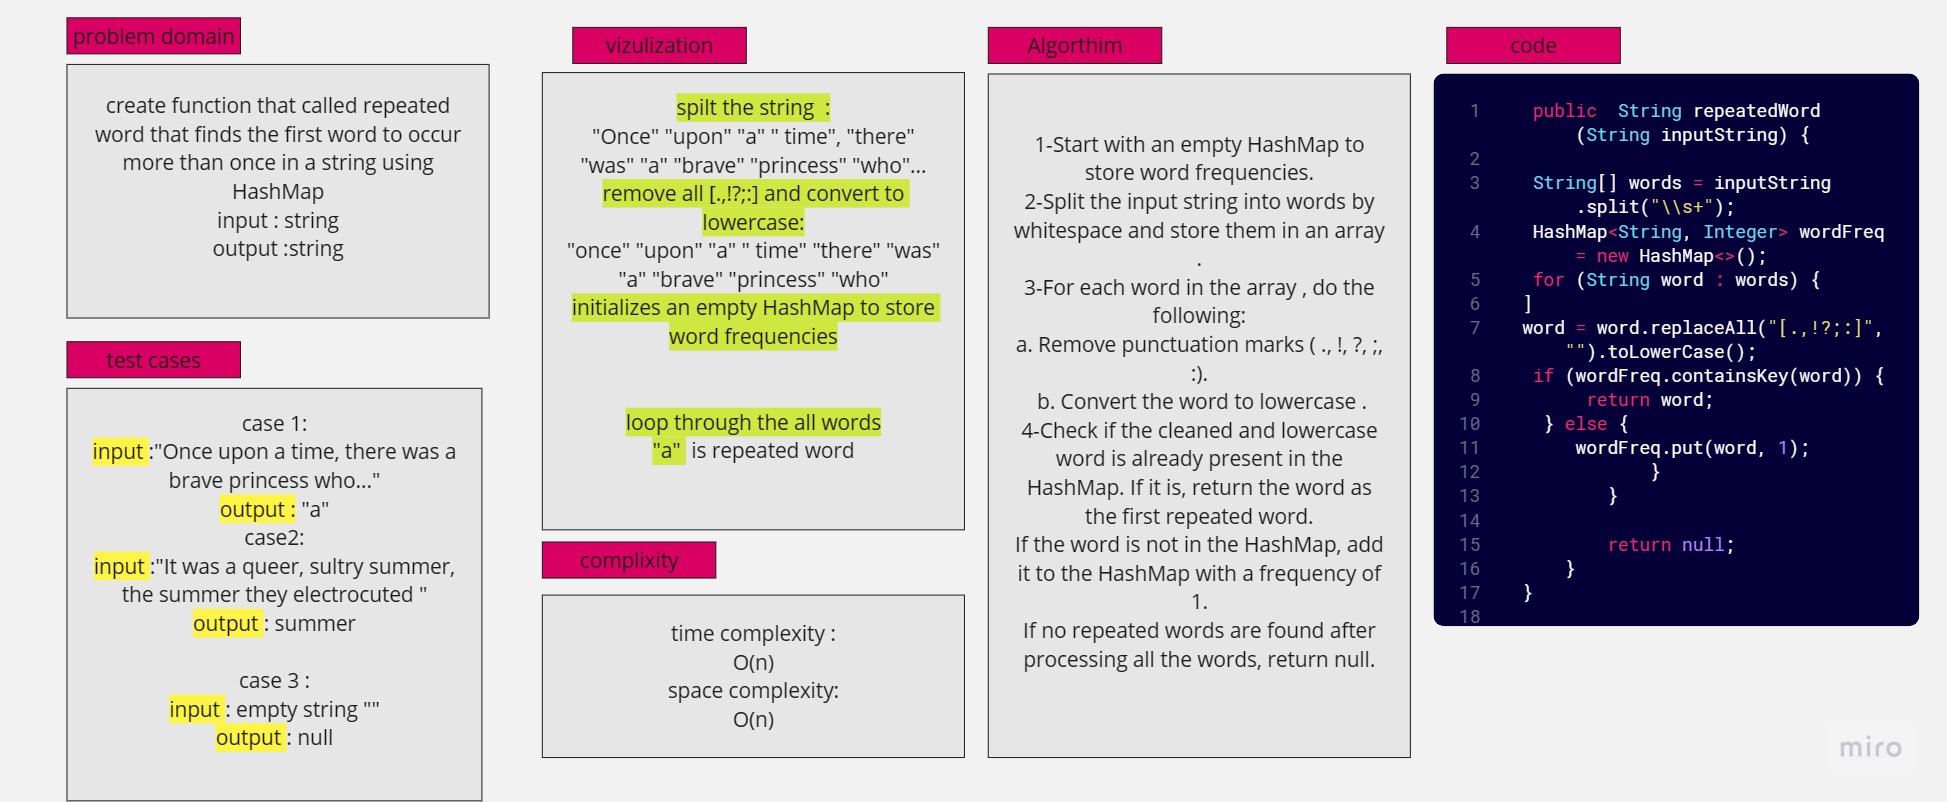 problem domain
create function that called repeated
word that finds the first word to occur
more than once in a string using
HashMap
input : string
output :string
test cases
case 1:
input :"Once upon a time, there was a
brave princess who..."
output : "a"
case2:
input :"It was a queer, sultry summer,
the summer they electrocuted "
output : summer
case 3 :
input : empty string ""
output : null
vizulization
spilt the string  :
"Once" "upon" "a" " time", "there"
"was" "a" "brave" "princess" "who"...
remove all [.,!?;:] and convert to
lowercase:
"once" "upon" "a" " time" "there" "was"
"a" "brave" "princess" "who"
initializes an empty HashMap to store
word frequencies
loop through the all words
"a"  is repeated word
complixity
time complexity :
O(n)
space complexity:
O(n)
Algorthim
1-Start with an empty HashMap to
store word frequencies.
2-Split the input string into words by
whitespace and store them in an array
.
3-For each word in the array , do the
following:
a. Remove punctuation marks ( ., !, ?, ;,
:).
b. Convert the word to lowercase .
4-Check if the cleaned and lowercase
word is already present in the
HashMap. If it is, return the word as
the first repeated word.
If the word is not in the HashMap, add
it to the HashMap with a frequency of
1.
If no repeated words are found after
processing all the words, return null.
code
1 public  String repeatedWord
(String inputString) {
2
3 String[] words = inputString
.split("\\s+");
4 HashMap<String, Integer> wordFreq
= new HashMap<>();
5 for (String word : words) {
6 ]
7 word = word.replaceAll("[.,!?;:]",
"").toLowerCase();
8 if (wordFreq.containsKey(word)) {
9 return word;
10 } else {
11 wordFreq.put(word, 1);
12 }
13 }
14
15 return null;
16 }
17 }
18
miro